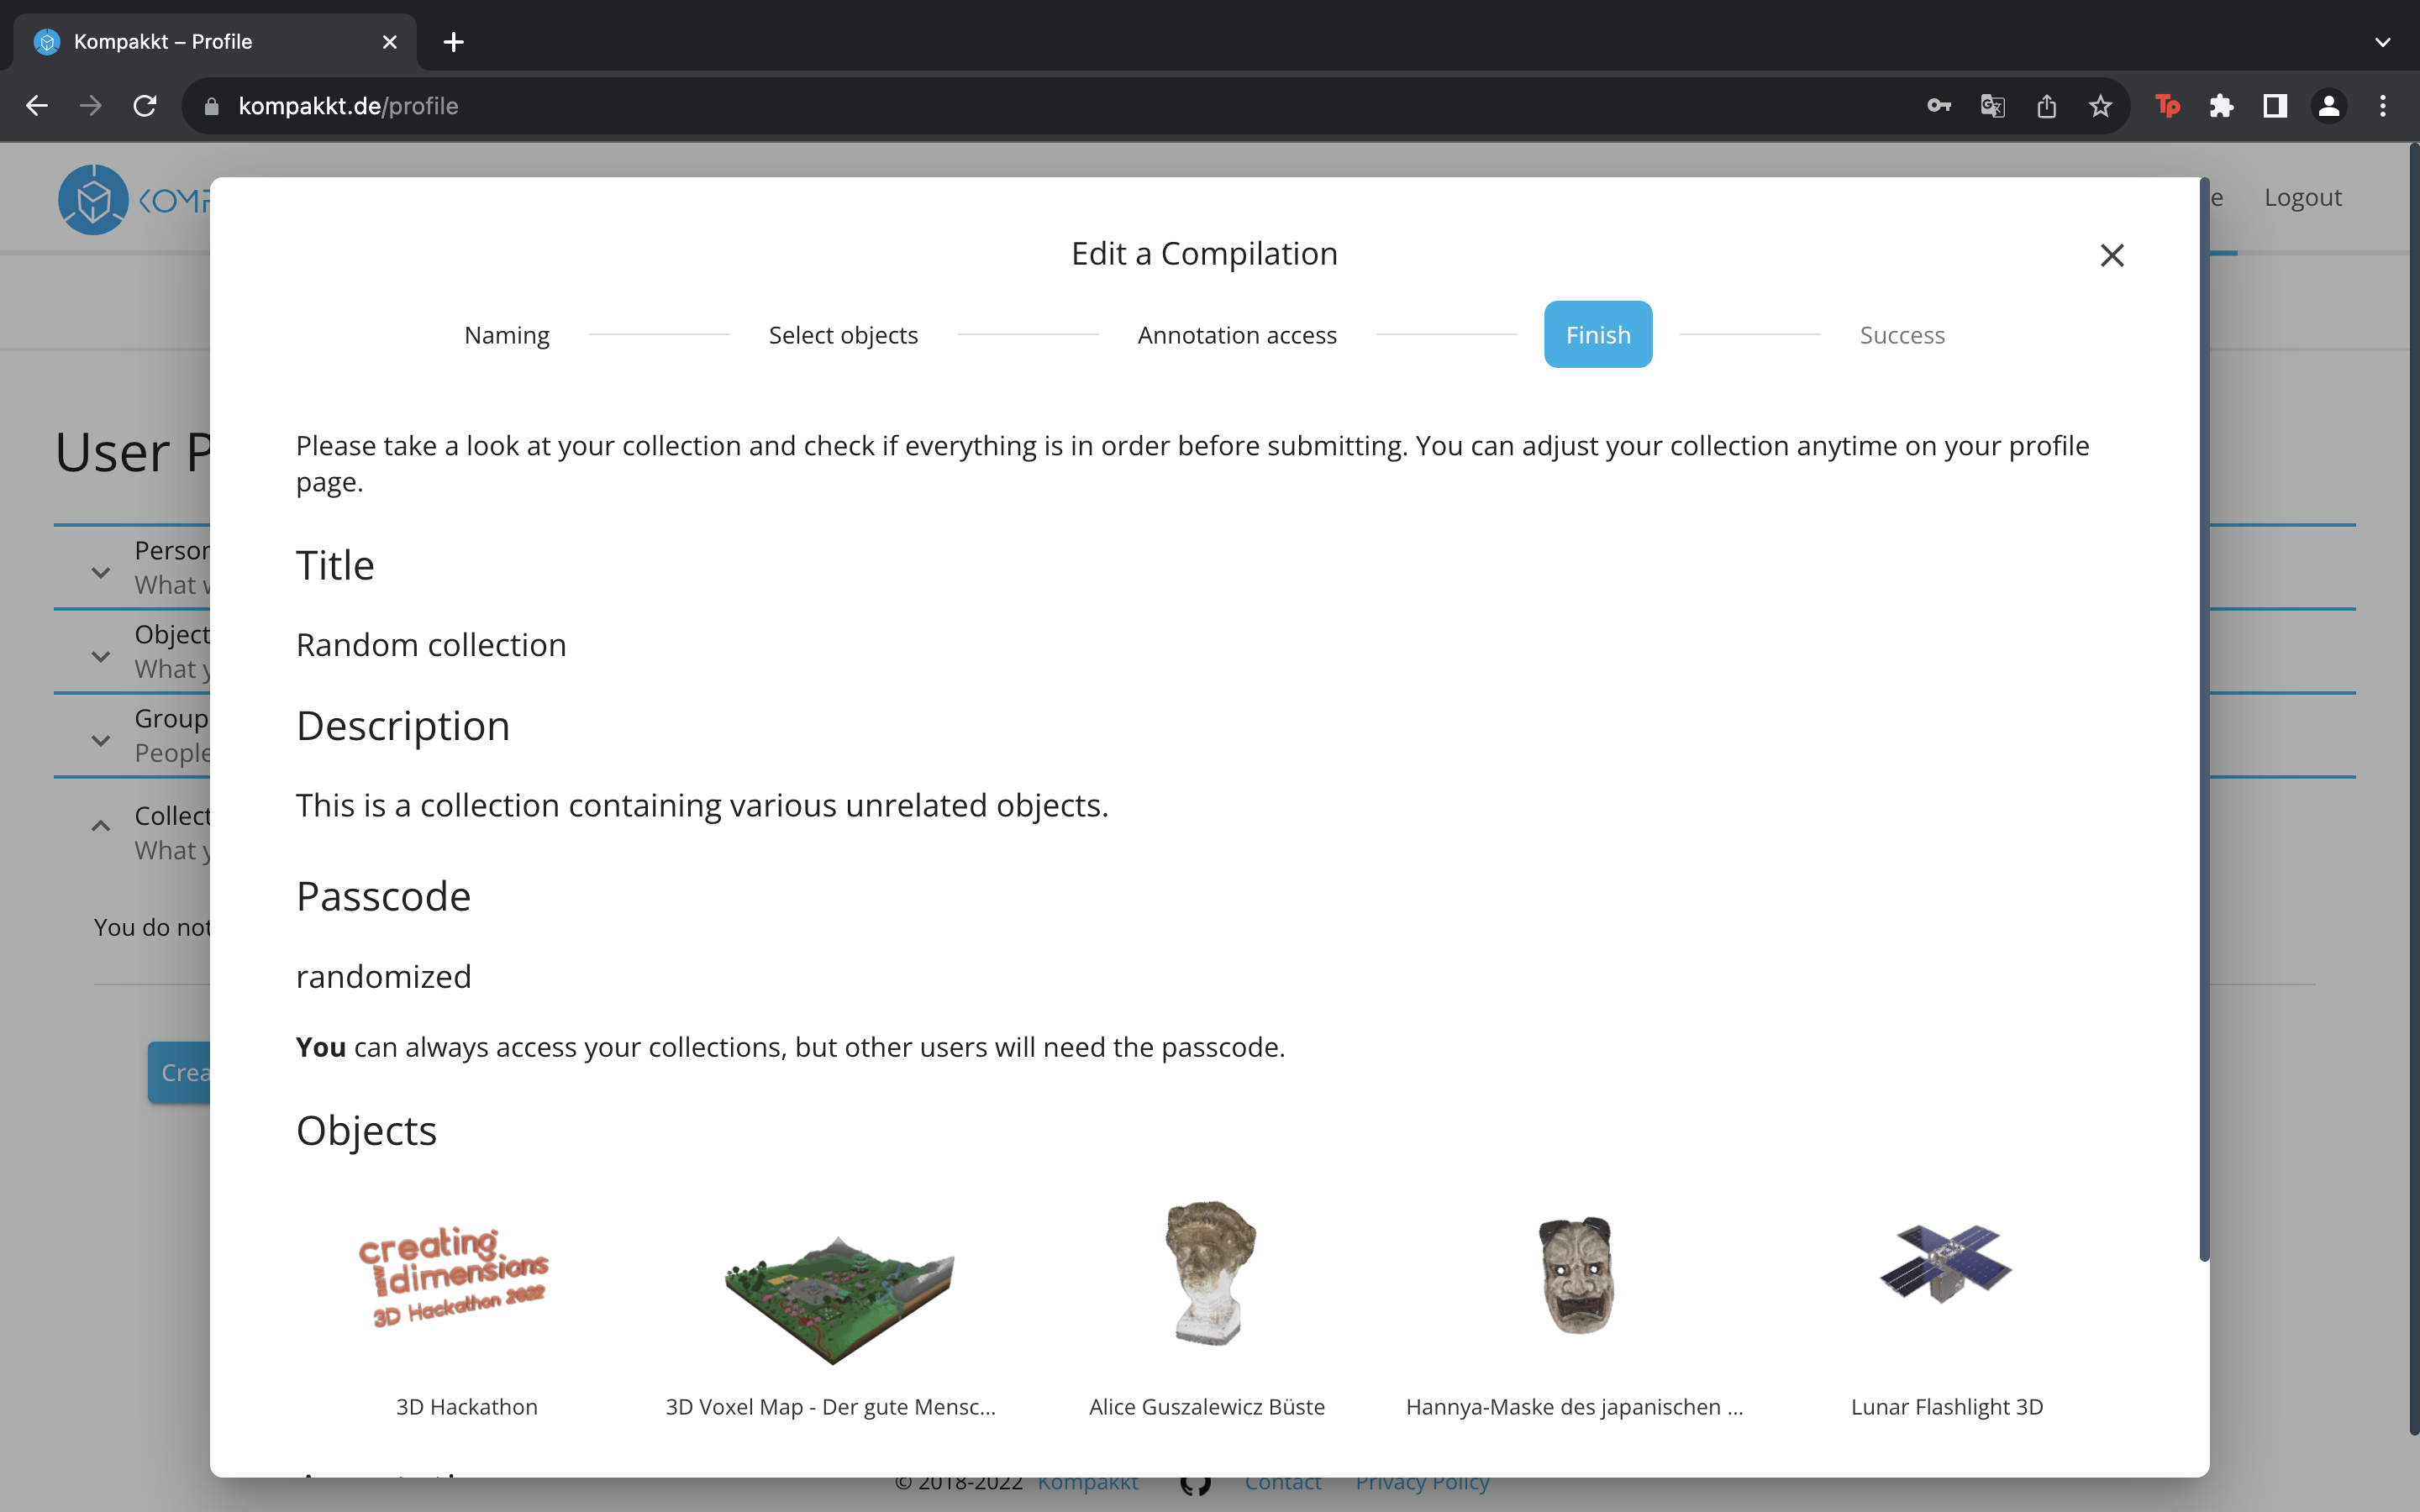 Kompakkt – Profile
kompakkt.de/profile
Logout
Edit a Compilation
Naming
Select objects
Annotation access
Finish
Success
User P
Please take a look at your collection and check if everything is in order before submitting. You can adjust your collection anytime on your profile
page.
Person
What w
Title
Object
What y
Random collection
Group
People
Description
Collect
What y
This is a collection containing various unrelated objects.
Passcode
You do not
randomized
You can always access your collections, but other users will need the passcode.
Crea
Objects
creating
new dimensions
3D Hackathon 2022
3D Hackathon
3D Voxel Map - Der gute Mensc...
Alice Guszalewicz Büste
Hannya-Maske des japanischen ...
Lunar Flashlight 3D
© 2018-2022 Kompakkt Contact Privacy Policy